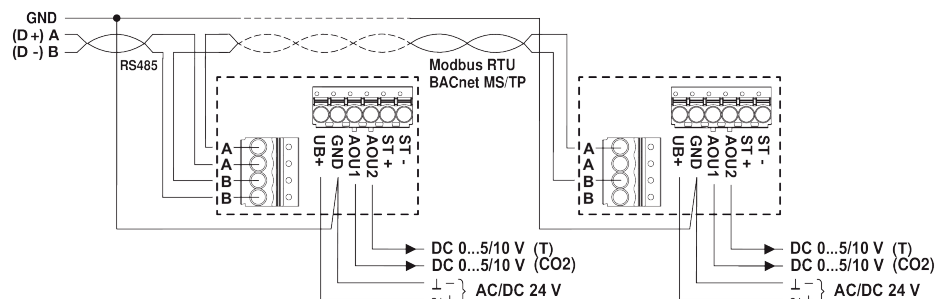 GND
(D+) A
(D -) B
RS485
Modbus RTU
BACnet MS/TP
UB+
GND
AOU1
AOU2
ST +
ST -
A
A
B
B
DC 0...5/10 V (T)
DC 0...5/10 V (CO2)
AC/DC 24 V
UB+
GND
AOU1
AOU2
ST +
ST -
A
A
B
B
DC 0...5/10 V (T)
DC 0...5/10 V (CO2)
AC/DC 24 V